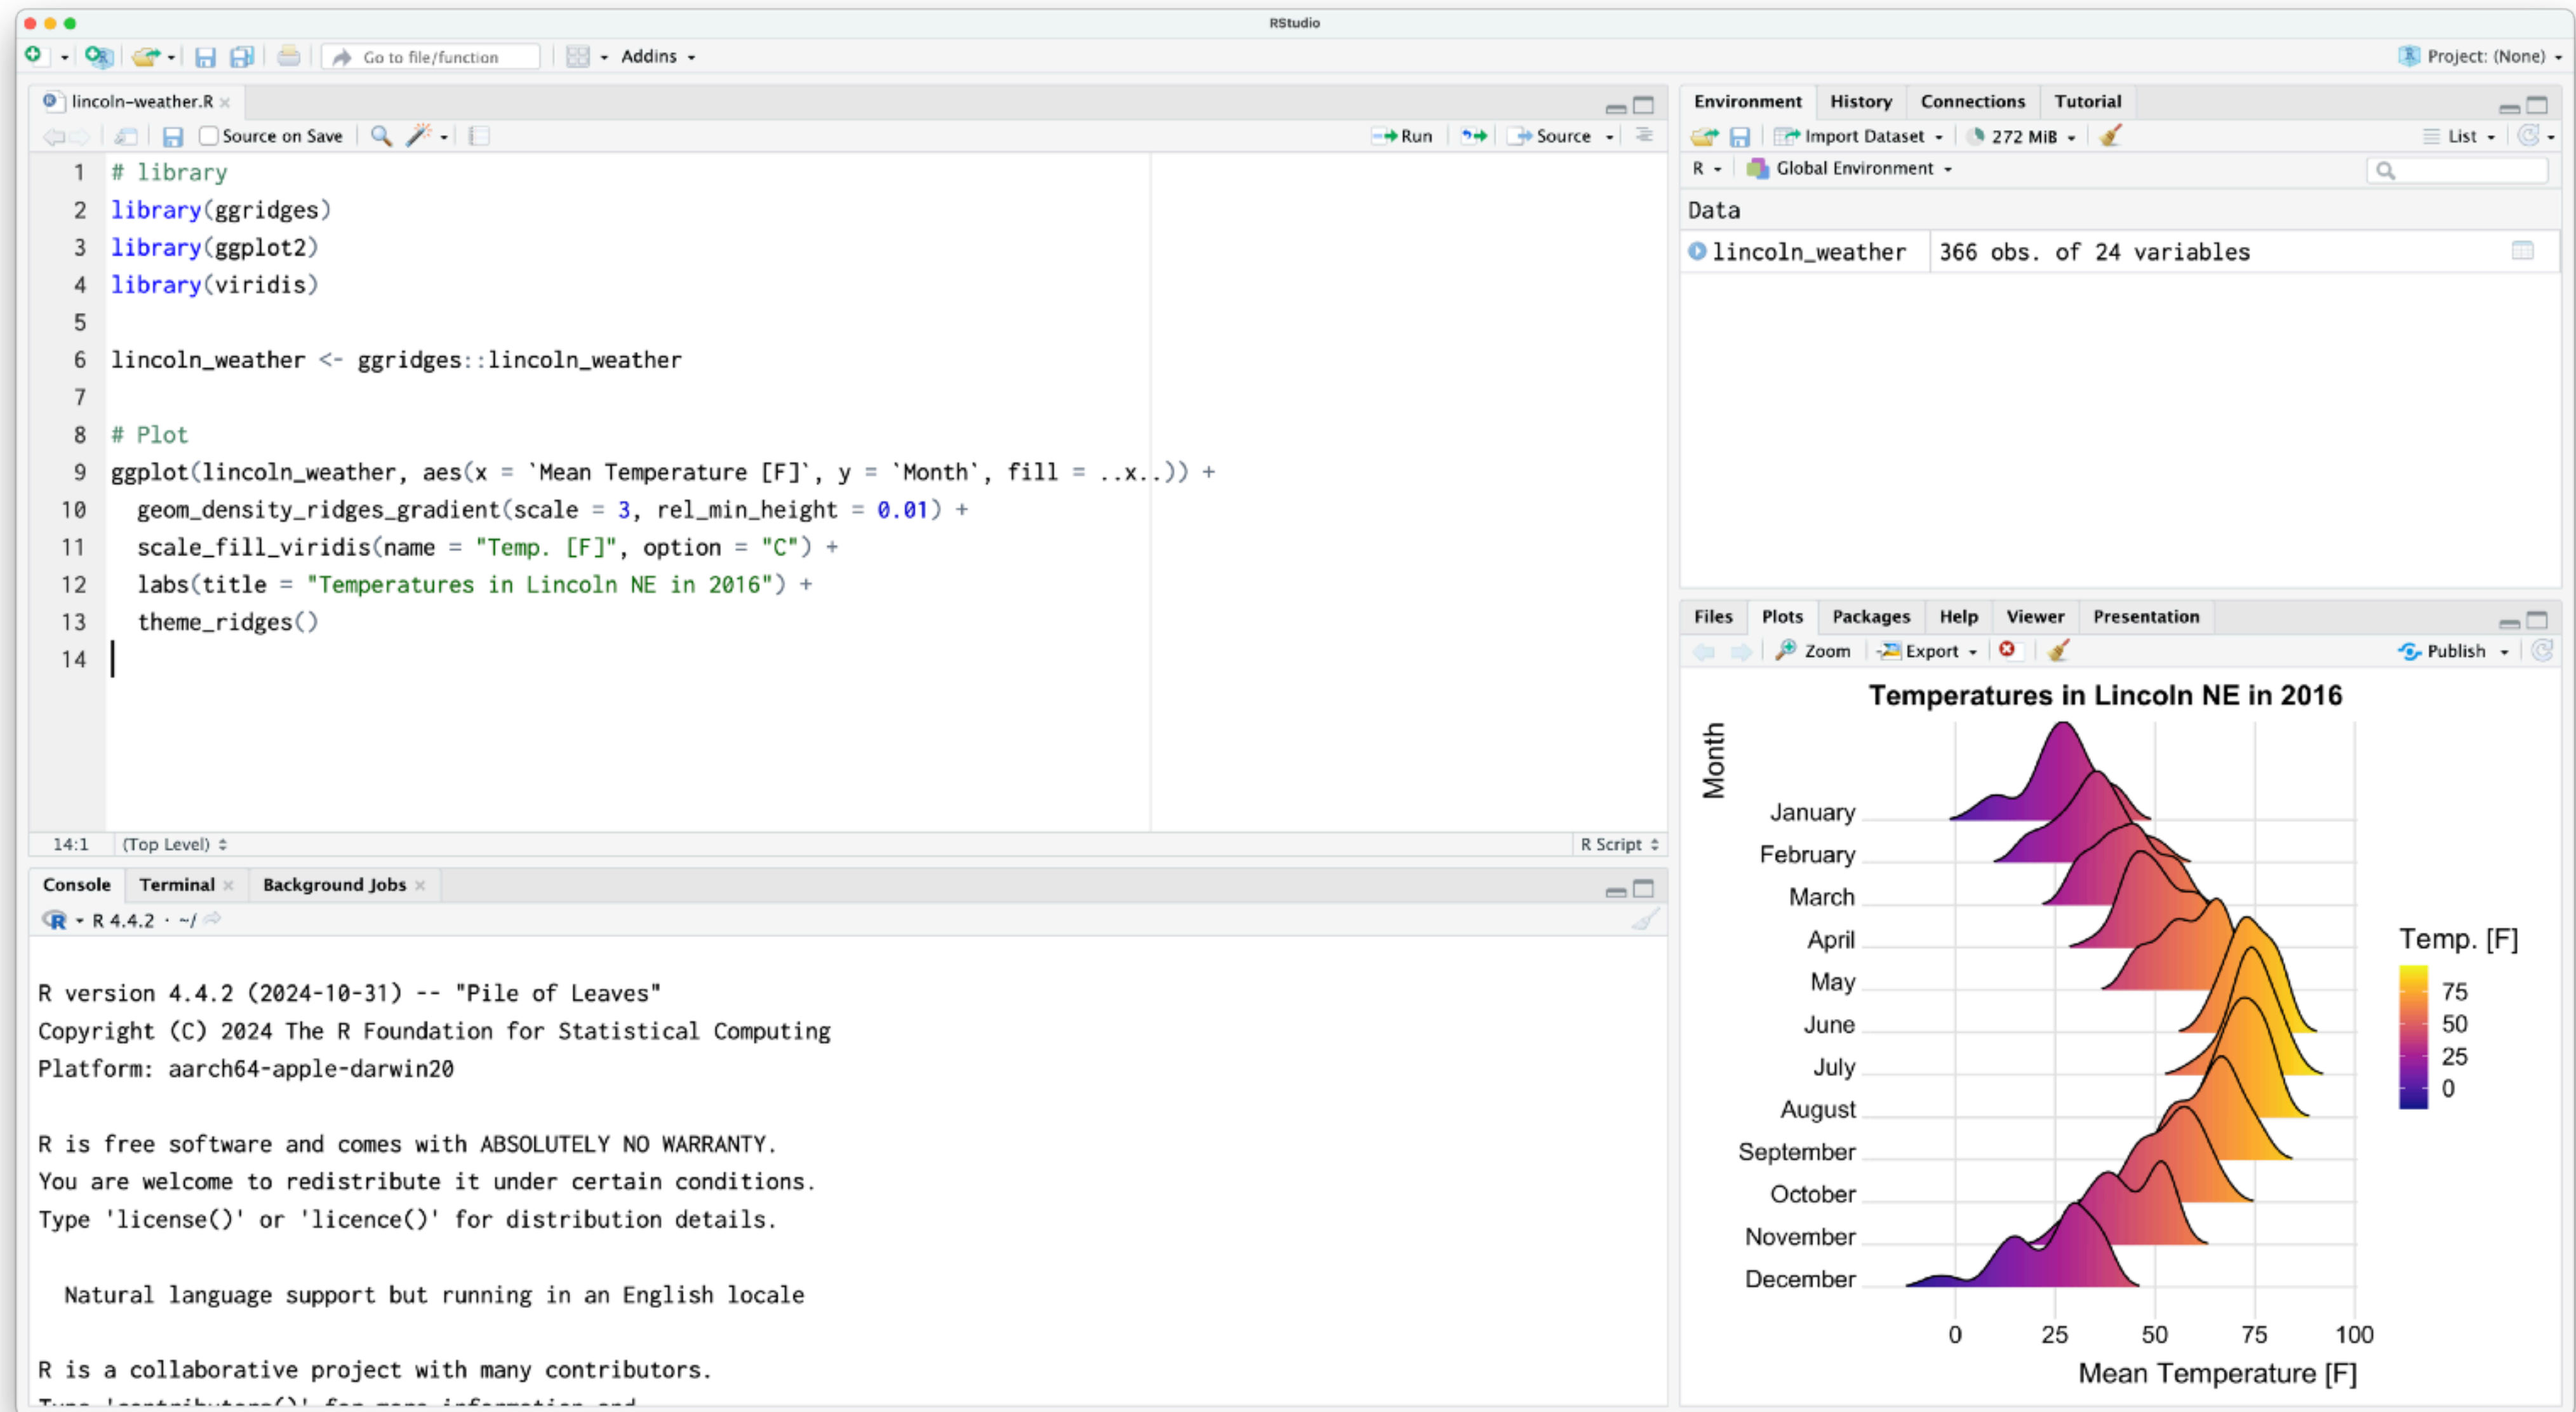 RStudio
Go to file/function
Addins
Project: (None)
lincoln-weather.R
Source on Save
Run
Source
1 # library
2 library(ggridges)
3 library(ggplot2)
4 library(viridis)
5
6 lincoln_weather <- ggridges::lincoln_weather
7
8 # Plot
9 ggplot(lincoln_weather, aes(x = `Mean Temperature [F]`, y = `Month`, fill = ..x..)) +
10 geom_density_ridges_gradient(scale = 3, rel_min_height = 0.01) +
11 scale_fill_viridis(name = "Temp. [F]", option = "C") +
12 labs(title = "Temperatures in Lincoln NE in 2016") +
13 theme_ridges()
14
14:1 (Top Level)
R Script
Console Terminal Background Jobs
R 4.4.2 · ~/
R version 4.4.2 (2024-10-31) -- "Pile of Leaves"
Copyright (C) 2024 The R Foundation for Statistical Computing
Platform: aarch64-apple-darwin20
R is free software and comes with ABSOLUTELY NO WARRANTY.
You are welcome to redistribute it under certain conditions.
Type 'license()' or 'licence()' for distribution details.
Natural language support but running in an English locale
R is a collaborative project with many contributors.
Type 'contributors()' for more information and
Environment History Connections Tutorial
Import Dataset 272 MiB List
R Global Environment
Data
lincoln_weather 366 obs. of 24 variables
Files Plots Packages Help Viewer Presentation
Zoom Export Publish
Temperatures in Lincoln NE in 2016
Month
January
February
March
April
May
June
July
August
September
October
November
December
0 25 50 75 100
Mean Temperature [F]
Temp. [F]
75
50
25
0